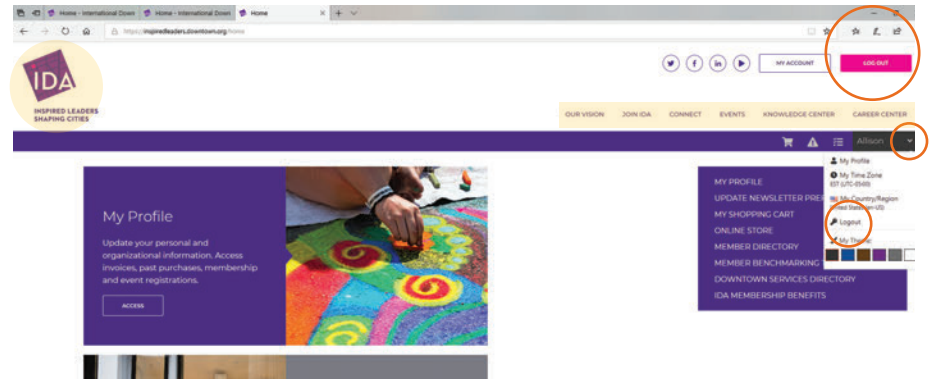 Home - International Down
Home - International Down
Home
https://inspiredleaders.downtown.org/home
IDA
INSPIRED LEADERS
SHAPING CITIES
MY ACCOUNT
LOG OUT
OUR VISION JOIN IDA CONNECT EVENTS KNOWLEDGE CENTER CAREER CENTER
Allison
My Profile
My Time Zone
EST (UTC-05:00)
My Country/Region
United States(en-US)
Logout
My Theme
My Profile
Update your personal and
organizational information. Access
invoices, past purchases, membership
and event registrations.
ACCESS
MY PROFILE
UPDATE NEWSLETTER PREF
MY SHOPPING CART
ONLINE STORE
MEMBER DIRECTORY
MEMBER BENCHMARKING
DOWNTOWN SERVICES DIRECTORY
IDA MEMBERSHIP BENEFITS